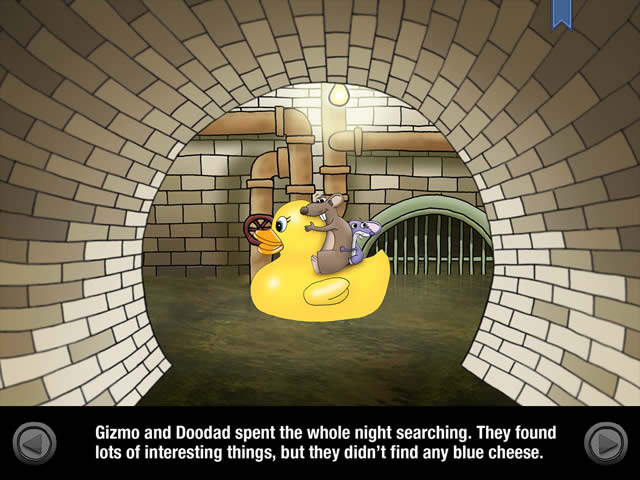 Gizmo and Doodad spent the whole night searching. They found
lots of interesting things, but they didn't find any blue cheese.